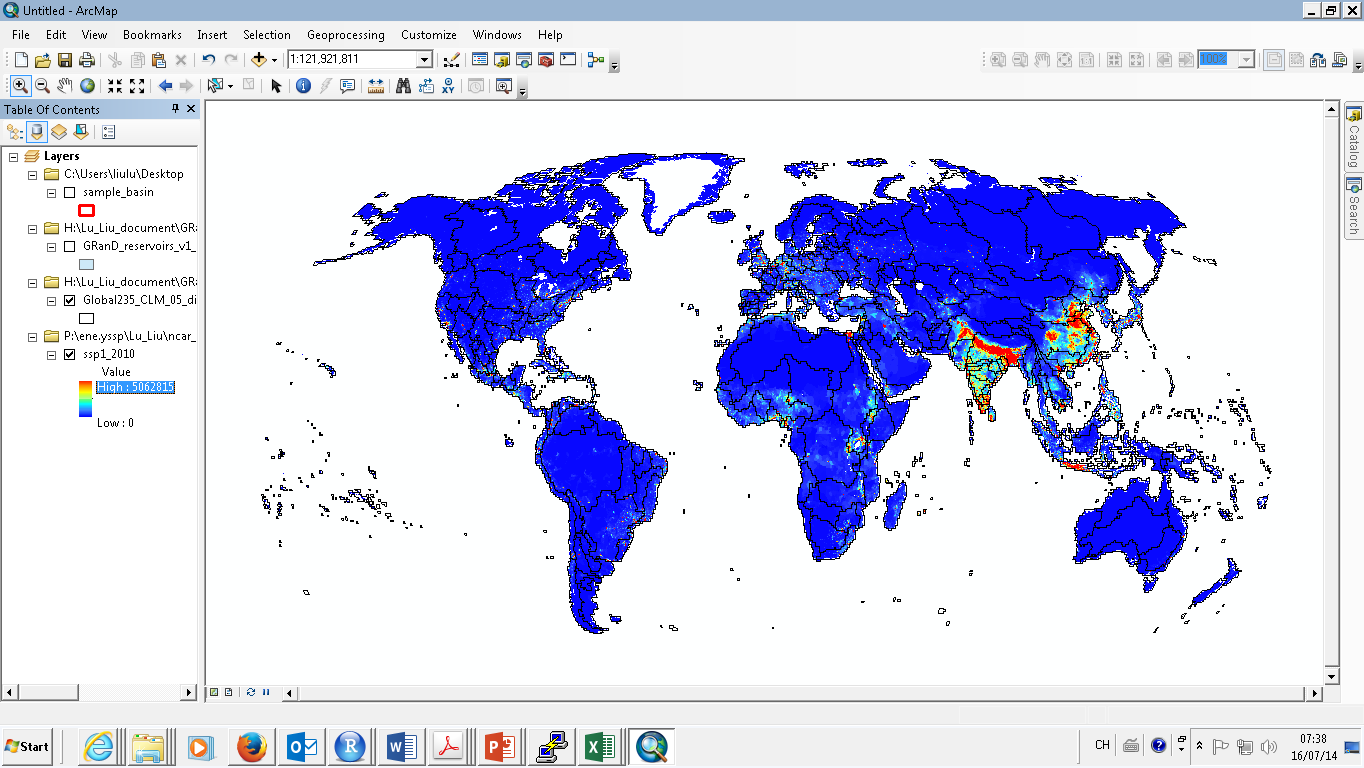 Untitled - ArcMap
File Edit View Bookmarks Insert Selection Geoprocessing Customize Windows Help
1:121,921,811
100%
Table Of Contents
Layers
C:\Users\liulu\Desktop
sample_basin
H:\Lu_Liu_document\GRa
GRanD_reservoirs_v1_
H:\Lu_Liu_document\GRa
Global235_CLM_05_di
P:\ene.yssp\Lu_Liu\ncar_
ssp1_2010
Value
High : 5062815
Low : 0
Catalog
Search
Start
CH
07:38
16/07/14